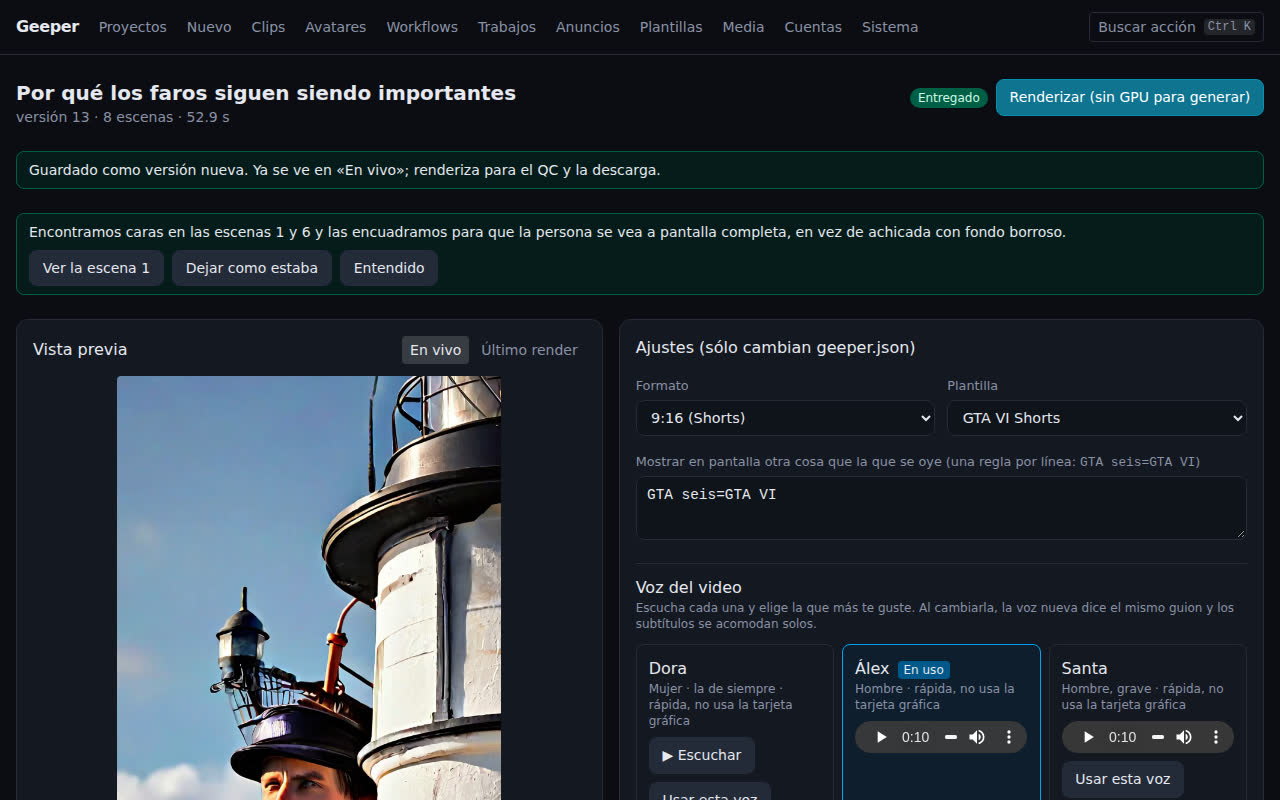 Geeper Proyectos Nuevo Clips Avatares Workflows Trabajos Anuncios Plantillas Media Cuentas Sistema Buscar acción Ctrl K
Por qué los faros siguen siendo importantes
versión 13 · 8 escenas · 52.9 s
Entregado Renderizar (sin GPU para generar)
Guardado como versión nueva. Ya se ve en «En vivo»; renderiza para el QC y la descarga.
Encontramos caras en las escenas 1 y 6 y las encuadramos para que la persona se vea a pantalla completa, en vez de achicada con fondo borroso.
Ver la escena 1 Dejar como estaba Entendido
Vista previa En vivo Último render
Ajustes (sólo cambian geeper.json)
Formato Plantilla
9:16 (Shorts) GTA VI Shorts
Mostrar en pantalla otra cosa que la que se oye (una regla por línea: GTA seis=GTA VI)
GTA seis=GTA VI
Voz del video
Escucha cada una y elige la que más te guste. Al cambiarla, la voz nueva dice el mismo guion y los
subtítulos se acomodan solos.
Dora
Mujer · la de siempre ·
rápida, no usa la tarjeta
gráfica
▶ Escuchar
Usar esta voz
Álex En uso
Hombre · rápida, no usa la
tarjeta gráfica
0:10
Santa
Hombre, grave · rápida, no
usa la tarjeta gráfica
0:10
Usar esta voz